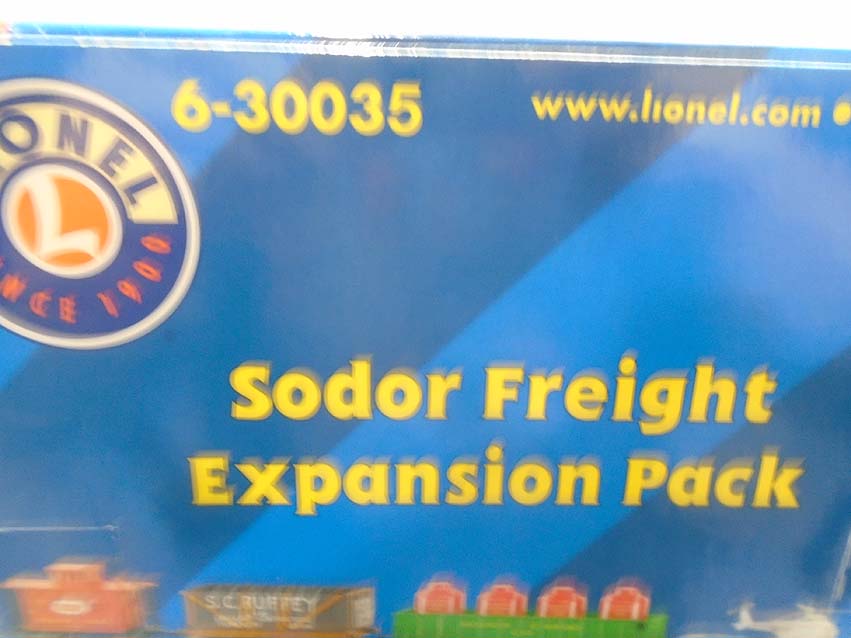 6-30035
www.lionel.com
LIONEL
L
SINCE 1900
Sodor Freight
Expansion Pack
S.C.RUFFEY